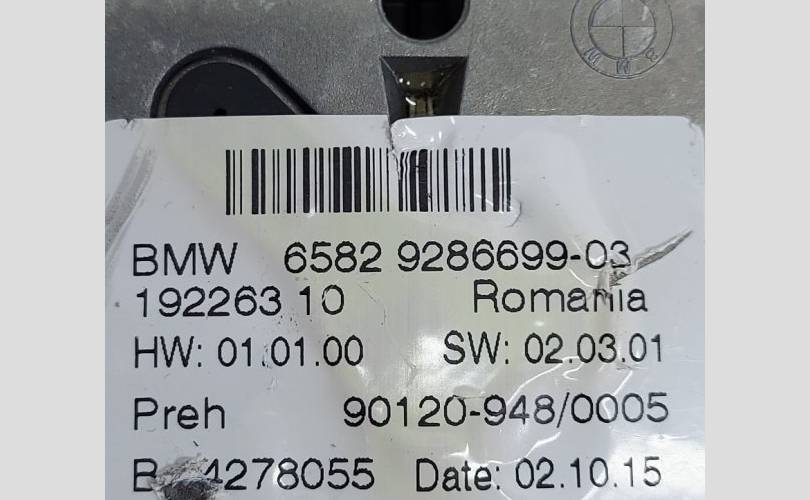 BMW
BMW 6582 9286699-03
192263 10 Romania
HW: 01.01.00 SW: 02.03.01
Preh 90120-948/0005
4278055 Date: 02.10.15